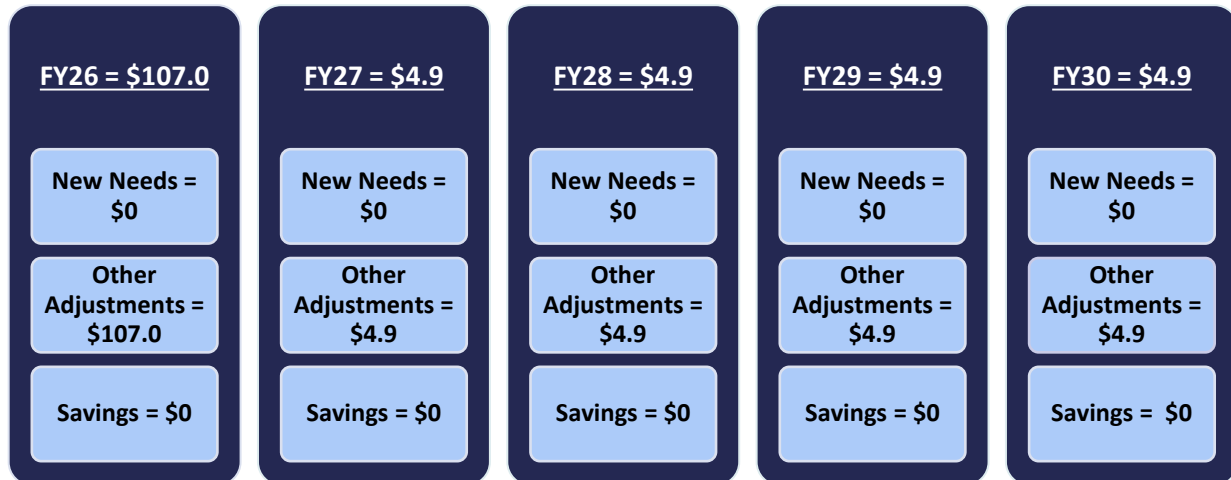 FY26 = $107.0
New Needs =
$0
Other
Adjustments =
$107.0
Savings = $0
FY27 = $4.9
New Needs =
$0
Other
Adjustments =
$4.9
Savings = $0
FY28 = $4.9
New Needs =
$0
Other
Adjustments =
$4.9
Savings = $0
FY29 = $4.9
New Needs =
$0
Other
Adjustments =
$4.9
Savings = $0
FY30 = $4.9
New Needs =
$0
Other
Adjustments =
$4.9
Savings =  $0